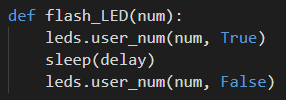 def flash_LED(num):
    leds.user_num(num, True)
    sleep(delay)
    leds.user_num(num, False)